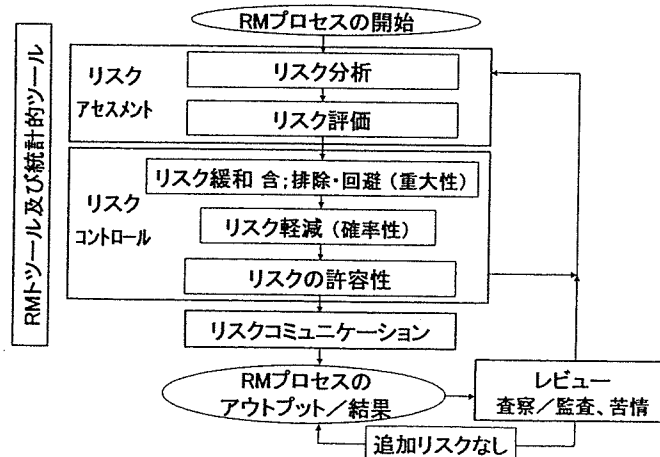 RMプロセスの開始
RMトツール及び統計的ツール
リスク
アセスメント
リスク分析
リスク評価
リスク
コントロール
リスク緩和 含;排除・回避（重大性）
リスク軽減（確率性）
リスクの許容性
リスクコミュニケーション
RMプロセスの
アウトプット／結果
レビュー
査察／監査、苦情
追加リスクなし